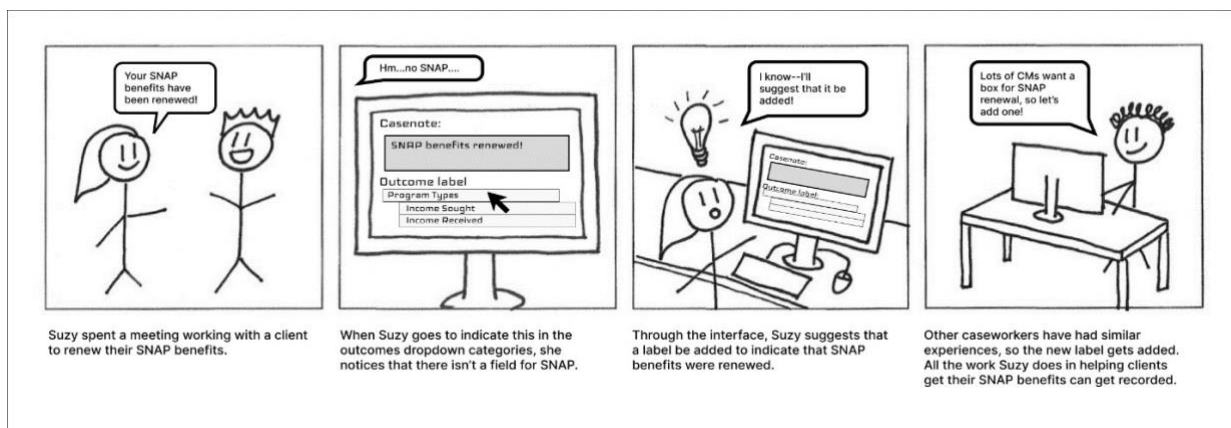 Your SNAP
benefits have
been renewed!
Suzy spent a meeting working with a client
to renew their SNAP benefits.
Hm...no SNAP....
Casenote:
SNAP benefits renewed!
Outcome label
Program Types
Income Sought
Income Received
When Suzy goes to indicate this in the
outcomes dropdown categories, she
notices that there isn't a field for SNAP.
I know--I'll
suggest that it be
added!
Casenote:
Outcome label:
Through the interface, Suzy suggests that
a label be added to indicate that SNAP
benefits were renewed.
Lots of CMs want a
box for SNAP
renewal, so let's
add one!
Other caseworkers have had similar
experiences, so the new label gets added.
All the work Suzy does in helping clients
get their SNAP benefits can get recorded.